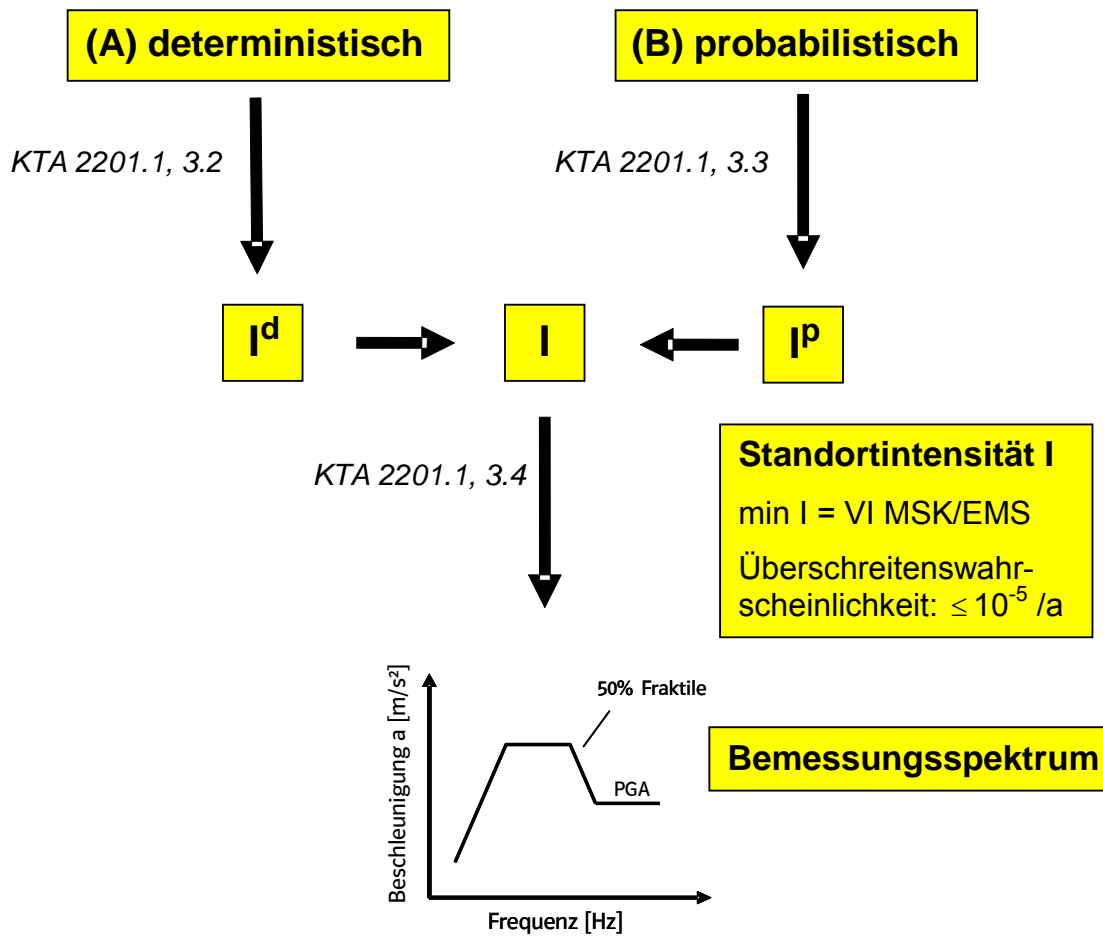 (A) deterministisch
(B) probabilistisch
KTA 2201.1, 3.2
KTA 2201.1, 3.3
I^d
I
I^p
KTA 2201.1, 3.4
Standortintensität I
min I = VI MSK/EMS
Überschreitenswahr-
scheinlichkeit: ≤ 10^-5 /a
Beschleunigung a [m/s²]
50% Fraktile
PGA
Frequenz [Hz]
Bemessungsspektrum